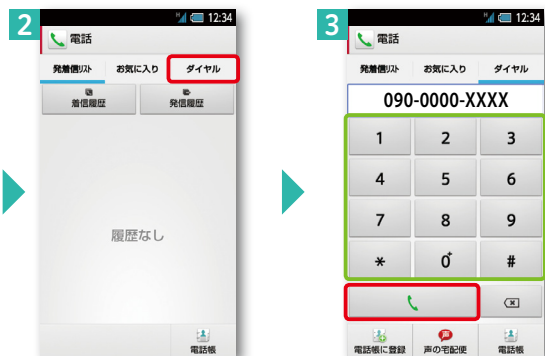 2
12:34
電話
発着信リスト お気に入り ダイヤル
着信履歴 発信履歴
履歴なし
電話帳
3
12:34
電話
発着信リスト お気に入り ダイヤル
090-0000-XXXX
1 2 3
4 5 6
7 8 9
* 0+ #
電話帳に登録 声の宅配便 電話帳